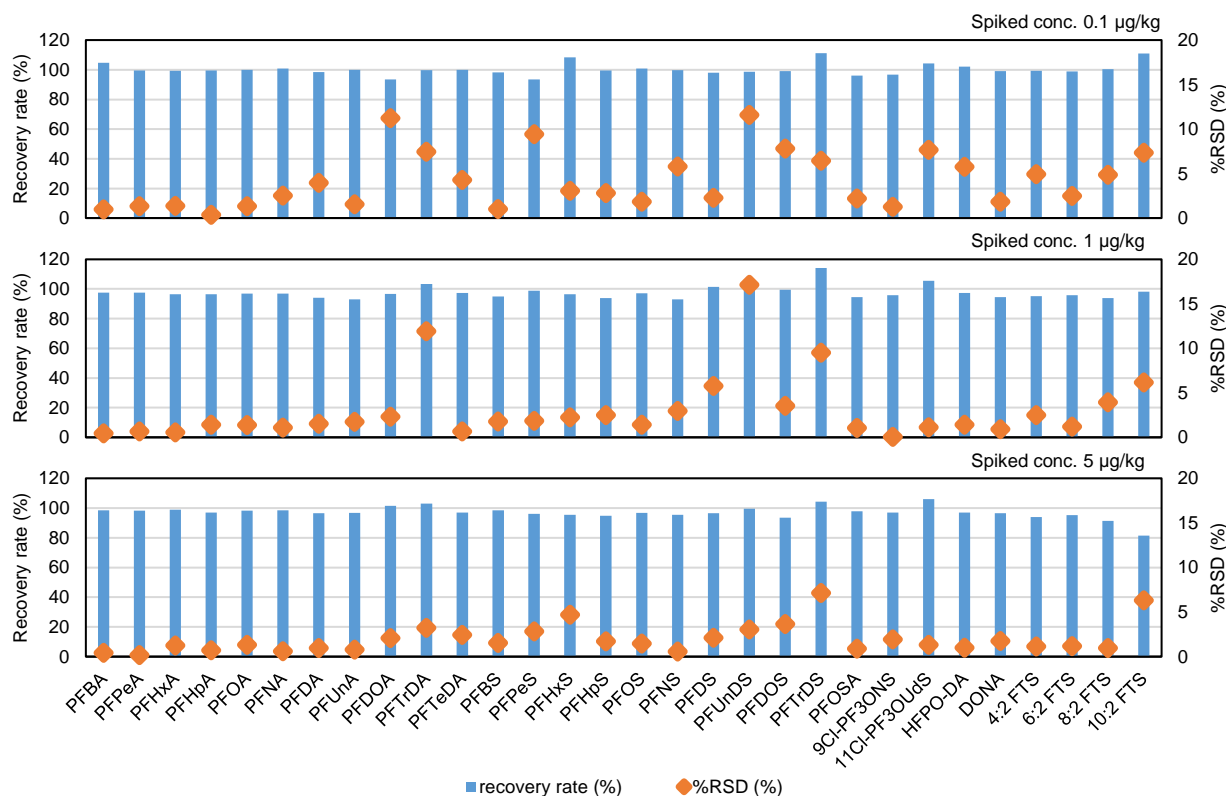 Spiked conc. 0.1 µg/kg
Recovery rate (%)
120
100
80
60
40
20
0
20
15
10
5
0
%RSD (%)
Spiked conc. 1 µg/kg
Recovery rate (%)
120
100
80
60
40
20
0
20
15
10
5
0
%RSD (%)
Spiked conc. 5 µg/kg
Recovery rate (%)
120
100
80
60
40
20
0
20
15
10
5
0
%RSD (%)
PFBA
PFPeA
PFHxA
PFHpA
PFOA
PFNA
PFDA
PFUnA
PFDOA
PFTrDA
PFTeDA
PFBS
PFPeS
PFHxS
PFHpS
PFOS
PFNS
PFDS
PFUnDS
PFDOS
PFTrDS
PFOSA
9Cl-PF3ONS
11Cl-PF3OUdS
HFPO-DA
DONA
4:2 FTS
6:2 FTS
8:2 FTS
10:2 FTS
recovery rate (%)
%RSD (%)